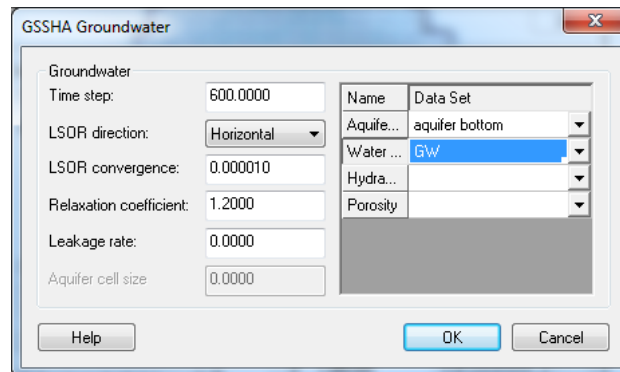 GSSHA Groundwater
Groundwater
Time step: 600.0000
LSOR direction: Horizontal
LSOR convergence: 0.000010
Relaxation coefficient: 1.2000
Leakage rate: 0.0000
Aquifer cell size 0.0000
Name Data Set
Aquife... aquifer bottom
Water ... GW
Hydra...
Porosity
Help OK Cancel